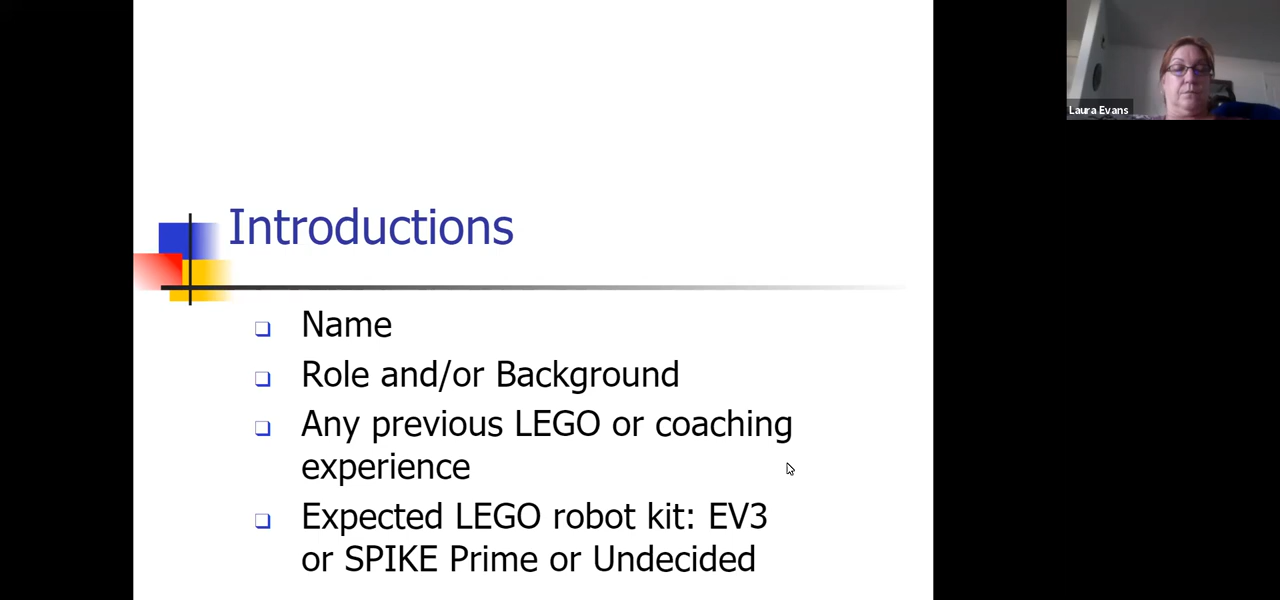 Laura Evans
Introductions
Name
Role and/or Background
Any previous LEGO or coaching
experience
Expected LEGO robot kit: EV3
or SPIKE Prime or Undecided